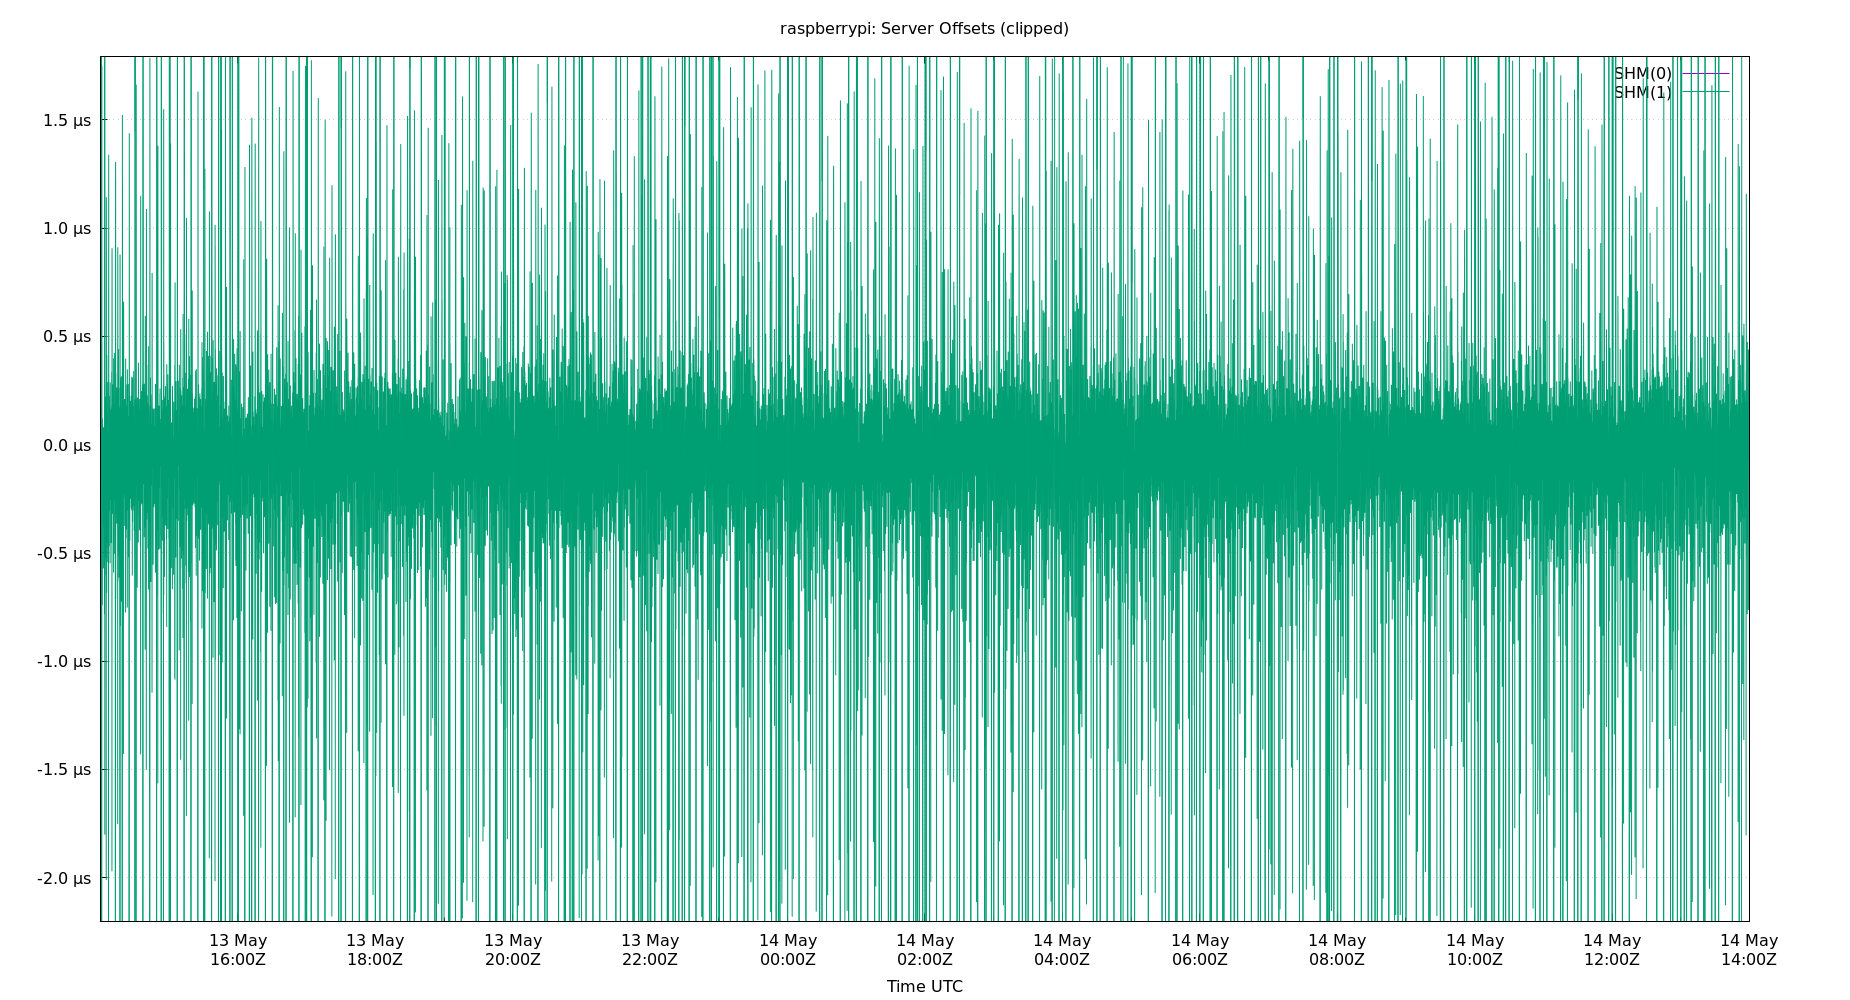 raspberrypi: Server Offsets (clipped)
SHM(0)
SHM(1)
1.5 µs
1.0 µs
0.5 µs
0.0 µs
-0.5 µs
-1.0 µs
-1.5 µs
-2.0 µs
13 May 13 May 13 May 13 May 14 May 14 May 14 May 14 May 14 May 14 May 14 May 14 May
16:00Z 18:00Z 20:00Z 22:00Z 00:00Z 02:00Z 04:00Z 06:00Z 08:00Z 10:00Z 12:00Z 14:00Z
Time UTC